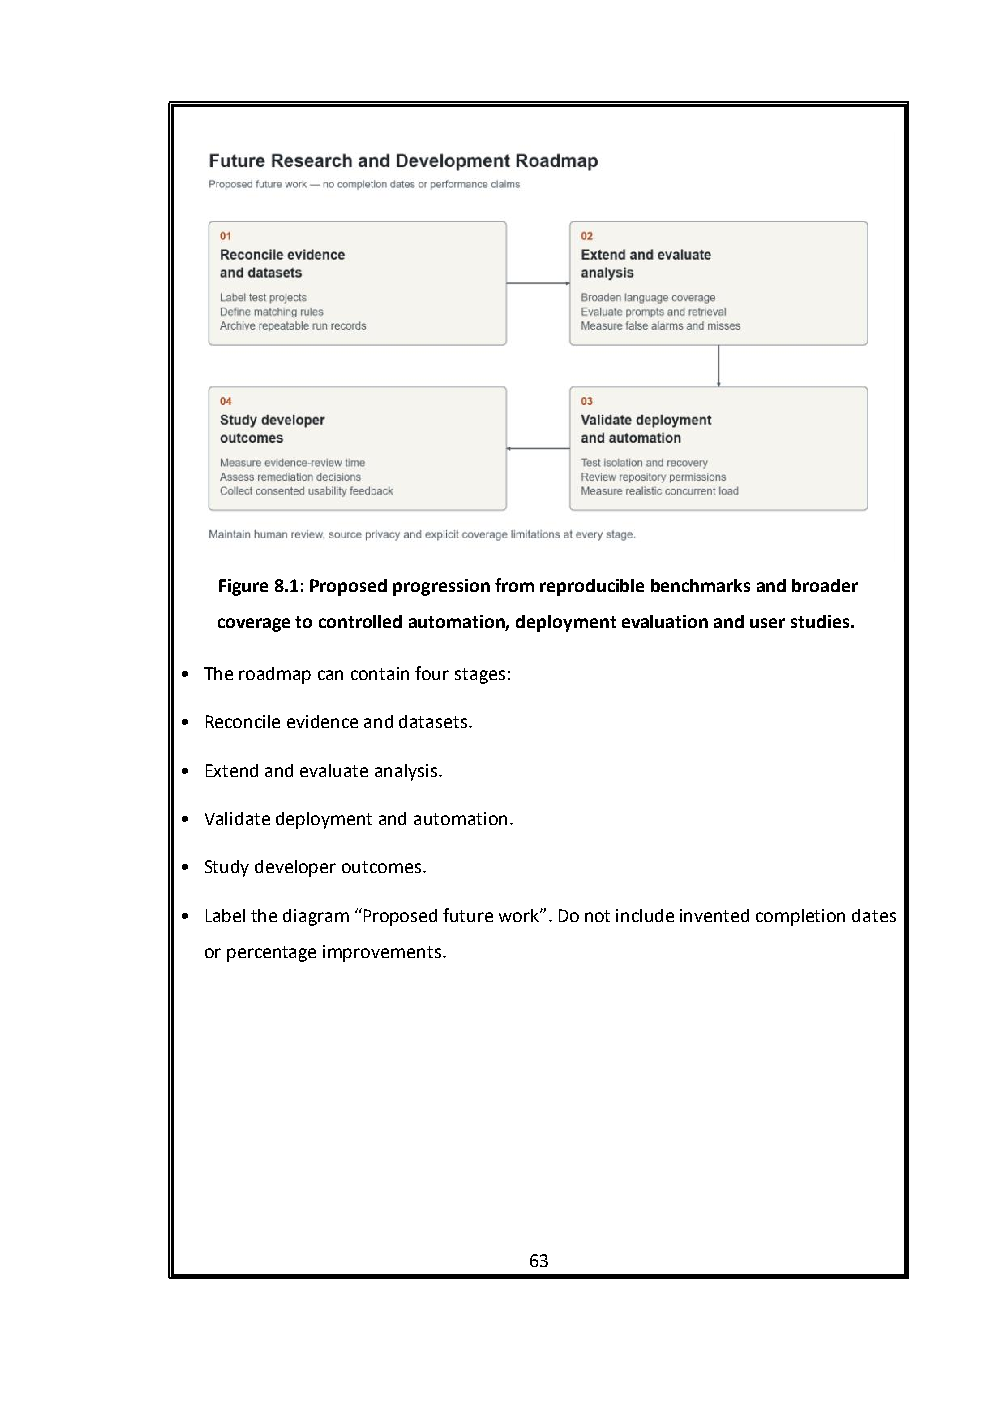 Future Research and Development Roadmap
Proposed future work — no completion dates or performance claims
01
Reconcile evidence
and datasets
Label test projects
Define matching rules
Archive repeatable run records
02
Extend and evaluate
analysis
Broaden language coverage
Evaluate prompts and retrieval
Measure false alarms and misses
03
Validate deployment
and automation
Test isolation and recovery
Review repository permissions
Measure realistic concurrent load
04
Study developer
outcomes
Measure evidence-review time
Assess remediation decisions
Collect consented usability feedback
Maintain human review, source privacy and explicit coverage limitations at every stage.
Figure 8.1: Proposed progression from reproducible benchmarks and broader
coverage to controlled automation, deployment evaluation and user studies.
• The roadmap can contain four stages:
• Reconcile evidence and datasets.
• Extend and evaluate analysis.
• Validate deployment and automation.
• Study developer outcomes.
• Label the diagram “Proposed future work”. Do not include invented completion dates
or percentage improvements.
63